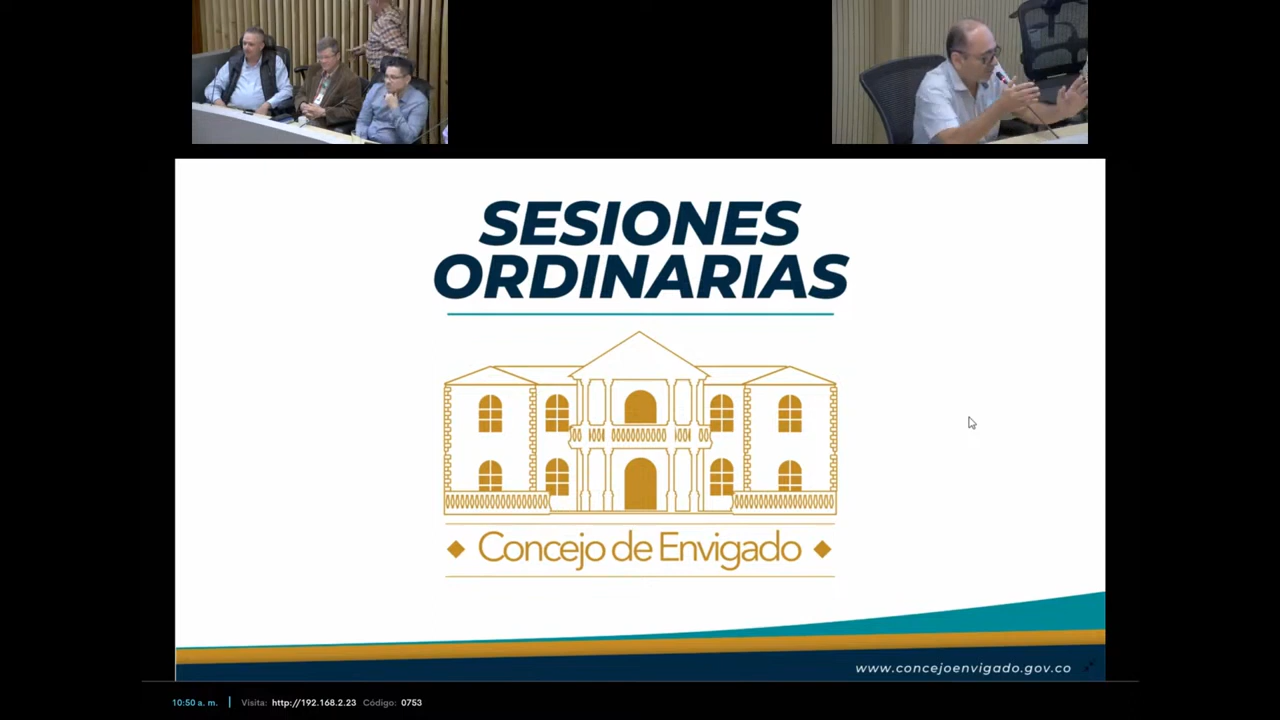 SESIONES
ORDINARIAS
Concejo de Envigado
www.concejoenvigado.gov.co
10:50 a. m. Visita: http://192.168.2.23 Código: 0753